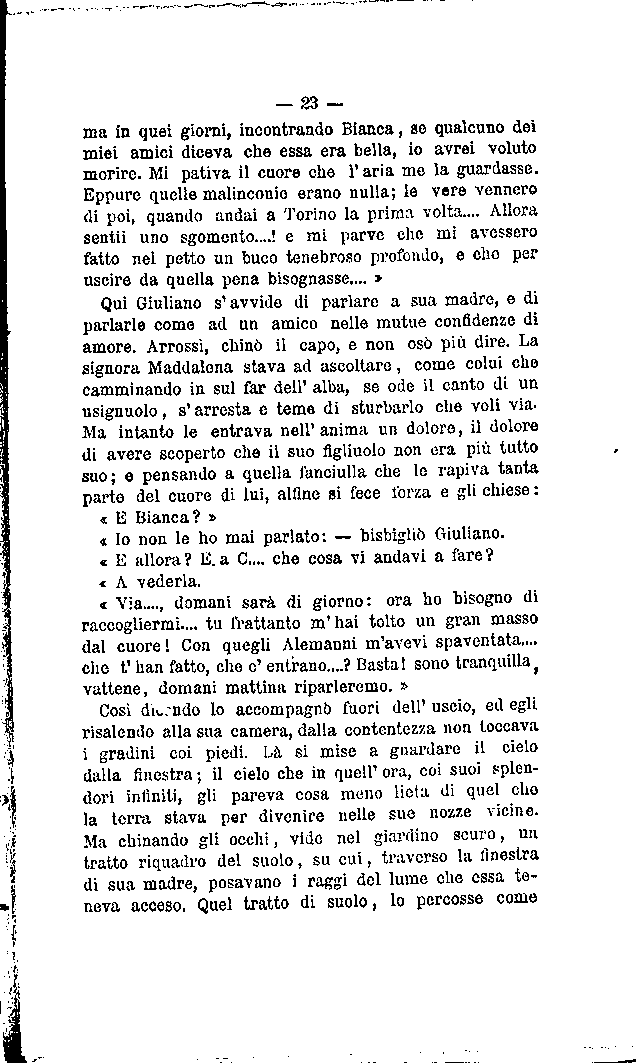 — 23 —
ma in quei giorni, incontrando Bianca, se qualcuno dei
miei amici diceva che essa era bella, io avrei voluto
morire. Mi pativa il cuore che l'aria me la guardasse.
Eppure quelle malinconie erano nulla; le vere vennero
di poi, quando andai a Torino la prima volta.... Allora
sentii uno sgomento....! e mi parve che mi avessero
fatto nel petto un buco tenebroso profondo, e che per
uscire da quella pena bisognasse.... »
Qui Giuliano s'avvide di parlare a sua madre, e di
parlarle come ad un amico nelle mutue confidenze di
amore. Arrossì, chinò il capo, e non osò più dire. La
signora Maddalena stava ad ascoltare, come colui che
camminando in sul far dell'alba, se ode il canto di un
usignuolo, s'arresta e teme di sturbarlo che voli via.
Ma intanto le entrava nell'anima un dolore, il dolore
di avere scoperto che il suo figliuolo non era più tutto
suo; e pensando a quella fanciulla che le rapiva tanta
parte del cuore di lui, alfine si fece forza e gli chiese:
« E Bianca? »
« Io non le ho mai parlato: — bisbigliò Giuliano.
« E allora? E a C.... che cosa vi andavi a fare?
« A vederla.
« Via...., domani sarà di giorno: ora ho bisogno di
raccogliermi.... tu frattanto m'hai tolto un gran masso
dal cuore! Con quegli Alemanni m'avevi spaventata....
che t'han fatto, che c'entrano....? Basta! sono tranquilla,
vattene, domani mattina riparleremo. »
Così dicendo lo accompagnò fuori dell'uscio, ed egli
risalendo alla sua camera, dalla contentezza non toccava
i gradini coi piedi. Là si mise a guardare il cielo
dalla finestra; il cielo che in quell'ora, coi suoi splen-
dori infiniti, gli pareva cosa meno lieta di quel che
la terra stava per divenire nelle sue nozze vicine.
Ma chinando gli occhi, vide nel giardino scuro, un
tratto riquadro del suolo, su cui, traverso la finestra
di sua madre, posavano i raggi del lume che essa te-
neva acceso. Quel tratto di suolo, lo percosse come